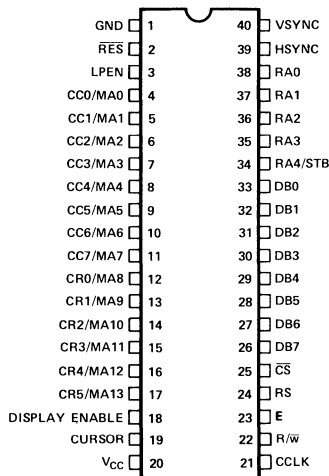 GND 1 40 VSYNC
R̅E̅S̅ 2 39 HSYNC
LPEN 3 38 RA0
CC0/MA0 4 37 RA1
CC1/MA1 5 36 RA2
CC2/MA2 6 35 RA3
CC3/MA3 7 34 RA4/STB
CC4/MA4 8 33 DB0
CC5/MA5 9 32 DB1
CC6/MA6 10 31 DB2
CC7/MA7 11 30 DB3
CR0/MA8 12 29 DB4
CR1/MA9 13 28 DB5
CR2/MA10 14 27 DB6
CR3/MA11 15 26 DB7
CR4/MA12 16 25 C̅S̅
CR5/MA13 17 24 RS
DISPLAY ENABLE 18 23 E
CURSOR 19 22 R/w̅
VCC 20 21 CCLK